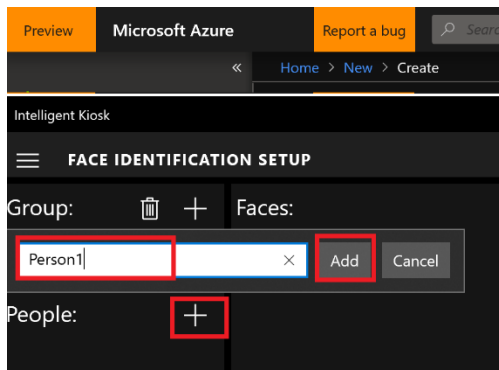 Preview Microsoft Azure Report a bug Sear
« Home > New > Create
Intelligent Kiosk
FACE IDENTIFICATION SETUP
Group: Faces:
Person1 Add Cancel
People: